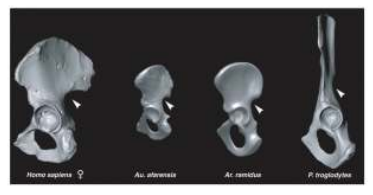 Homo sapiens ♀
Au. afarensis
Ar. ramidus
P. troglodytes